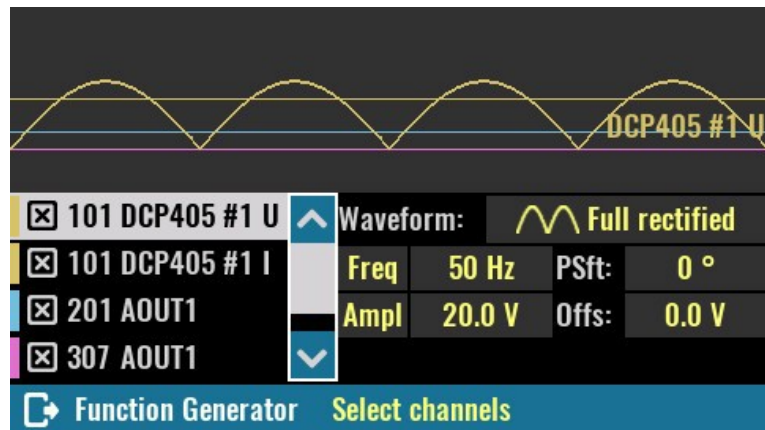 DCP405 #1 U
101 DCP405 #1 U
Waveform: Full rectified
101 DCP405 #1 I
Freq 50 Hz PSft: 0 °
201 AOUT1
Ampl 20.0 V Offs: 0.0 V
307 AOUT1
Function Generator Select channels